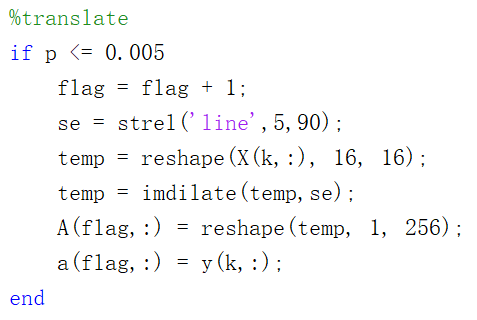 %translate
if p <= 0.005
    flag = flag + 1;
    se = strel('line',5,90);
    temp = reshape(X(k,:), 16, 16);
    temp = imdilate(temp,se);
    A(flag,:) = reshape(temp, 1, 256);
    a(flag,:) = y(k,:);
end